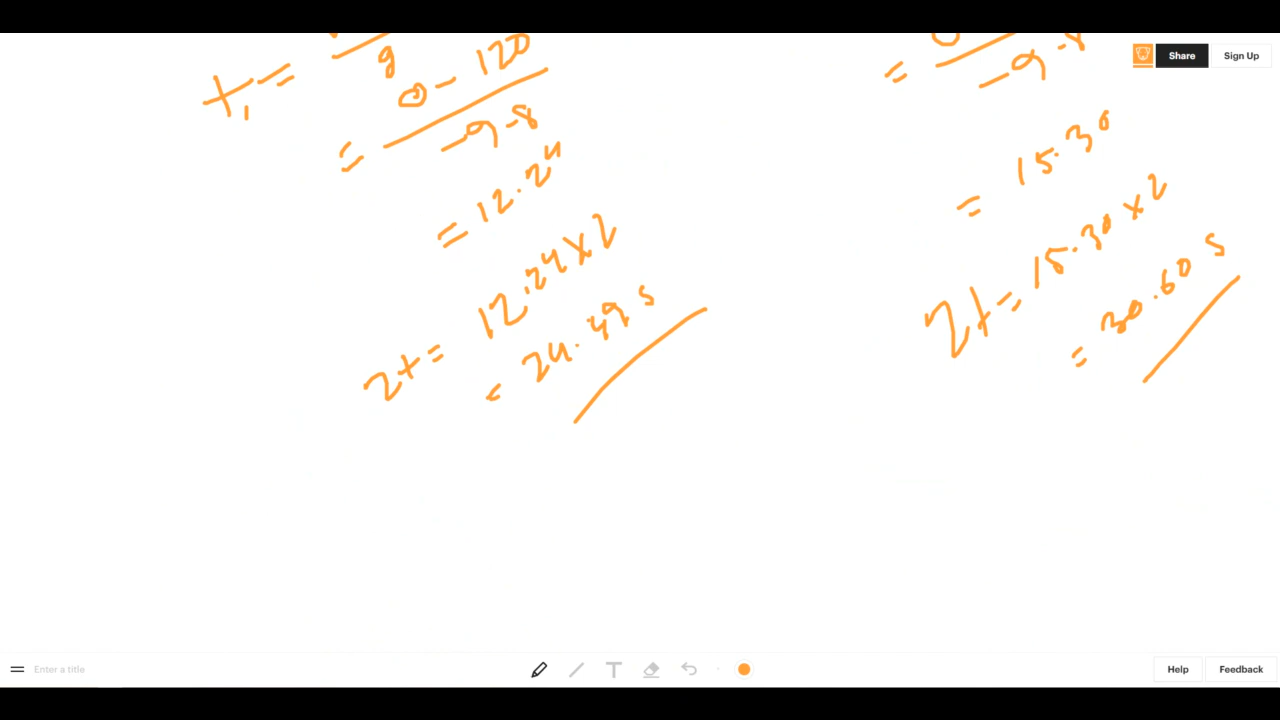 Share
Sign Up
g
t1 =
= 0 - 120
-9-8
= 12.24
2t = 12.24 x 2
= 24.49 s
=
-9-8
= 15.30
2t = 15.30 x 2
= 30.60 s
Enter a title
T
Help
Feedback